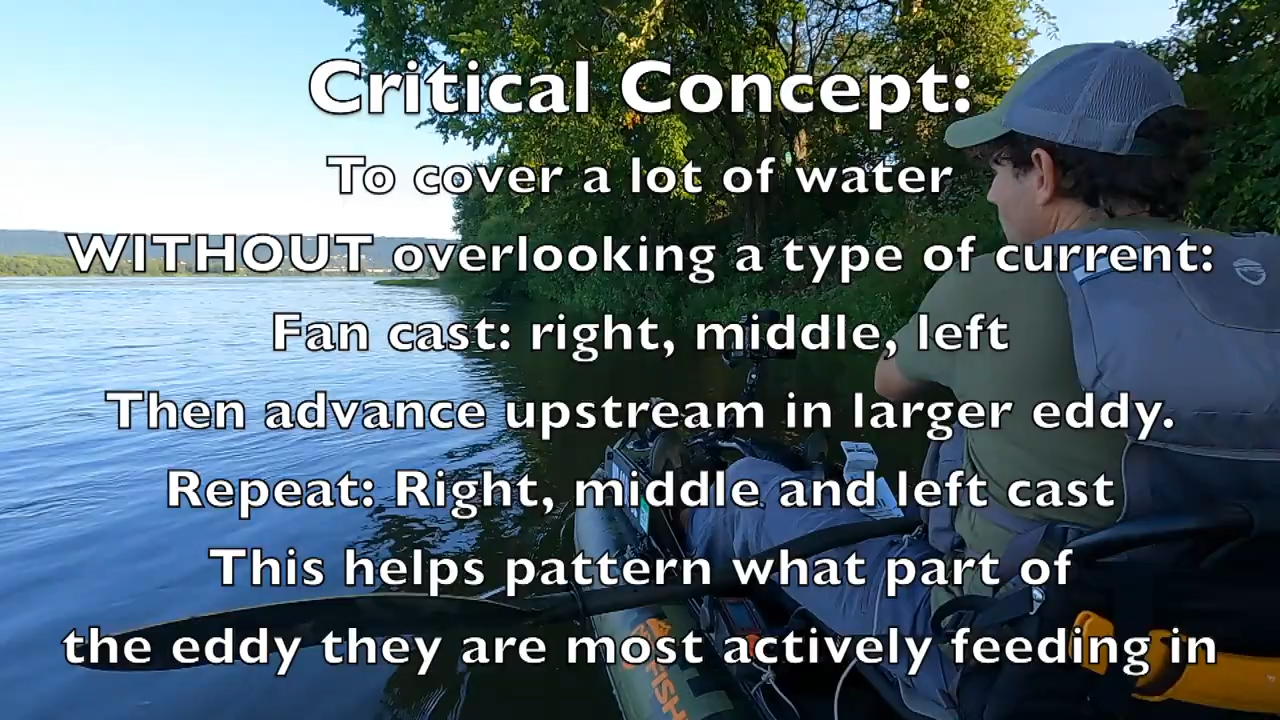 Critical Concept:
To cover a lot of water
WITHOUT overlooking a type of current:
Fan cast: right, middle, left
Then advance upstream in larger eddy.
Repeat: Right, middle and left cast
This helps pattern what part of
the eddy they are most actively feeding in